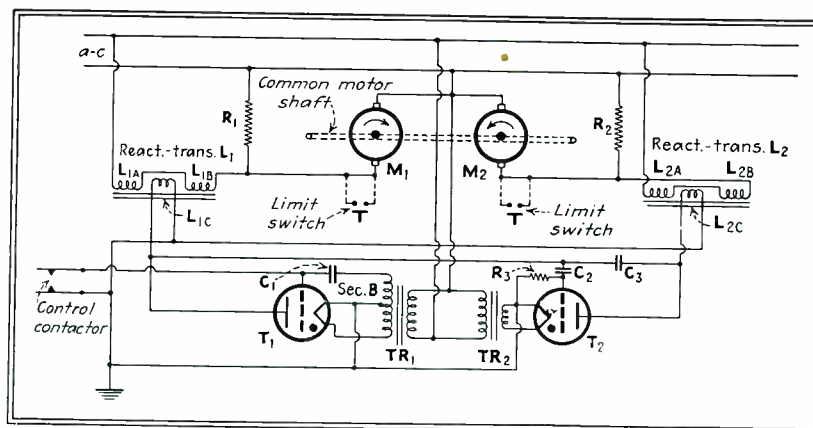 a-c
Common motor
shaft
R1
R2
React.-trans. L1
L1A
L1B
L1C
M1
M2
React.-trans. L2
L2A
L2B
L2C
Limit
switch
T
T
Limit
switch
C1
Sec. B
R3
C2
C3
Control
contactor
T1
TR1
TR2
T2